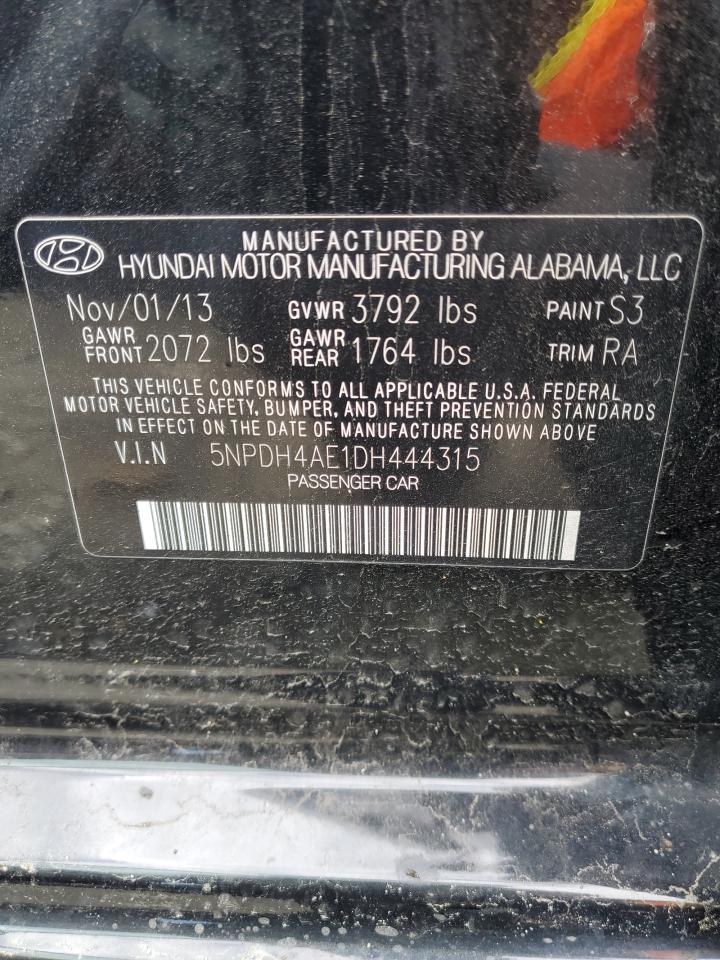 MANUFACTURED BY
HYUNDAI MOTOR MANUFACTURING ALABAMA, LLC
Nov/01/13 GVWR 3792 lbs PAINT S3
GAWR FRONT 2072 lbs GAWR REAR 1764 lbs TRIM RA
THIS VEHICLE CONFORMS TO ALL APPLICABLE U.S.A. FEDERAL
MOTOR VEHICLE SAFETY, BUMPER, AND THEFT PREVENTION STANDARDS
IN EFFECT ON THE DATE OF MANUFACTURE SHOWN ABOVE
V.I.N 5NPDH4AE1DH444315
PASSENGER CAR